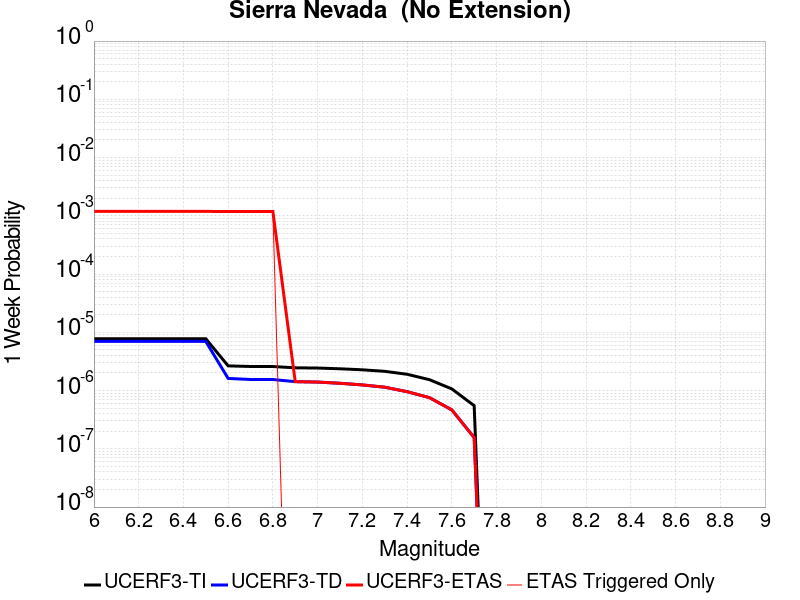 Sierra Nevada  (No Extension)
10^0
10^-1
10^-2
10^-3
10^-4
10^-5
10^-6
10^-7
10^-8
1 Week Probability
6 6.2 6.4 6.6 6.8 7 7.2 7.4 7.6 7.8 8 8.2 8.4 8.6 8.8 9
Magnitude
UCERF3-TI UCERF3-TD UCERF3-ETAS ETAS Triggered Only